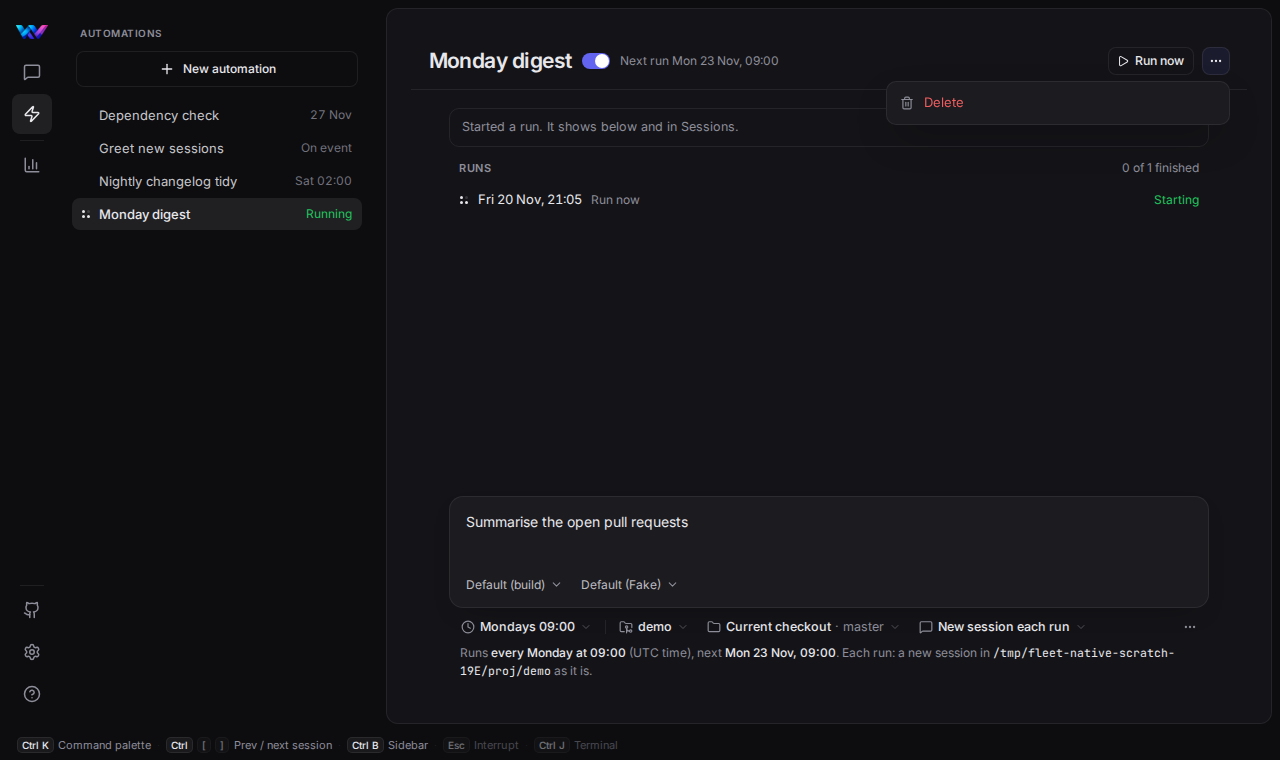 AUTOMATIONS
New automation
Dependency check 27 Nov
Greet new sessions On event
Nightly changelog tidy Sat 02:00
Monday digest Running
Monday digest Next run Mon 23 Nov, 09:00 Run now
Delete
Started a run. It shows below and in Sessions.
RUNS 0 of 1 finished
Fri 20 Nov, 21:05 Run now Starting
Summarise the open pull requests
Default (build) Default (Fake)
Mondays 09:00 demo Current checkout · master New session each run
Runs every Monday at 09:00 (UTC time), next Mon 23 Nov, 09:00. Each run: a new session in /tmp/fleet-native-scratch-
19E/proj/demo as it is.
Ctrl K Command palette Ctrl [ ] Prev / next session Ctrl B Sidebar Esc Interrupt Ctrl J Terminal